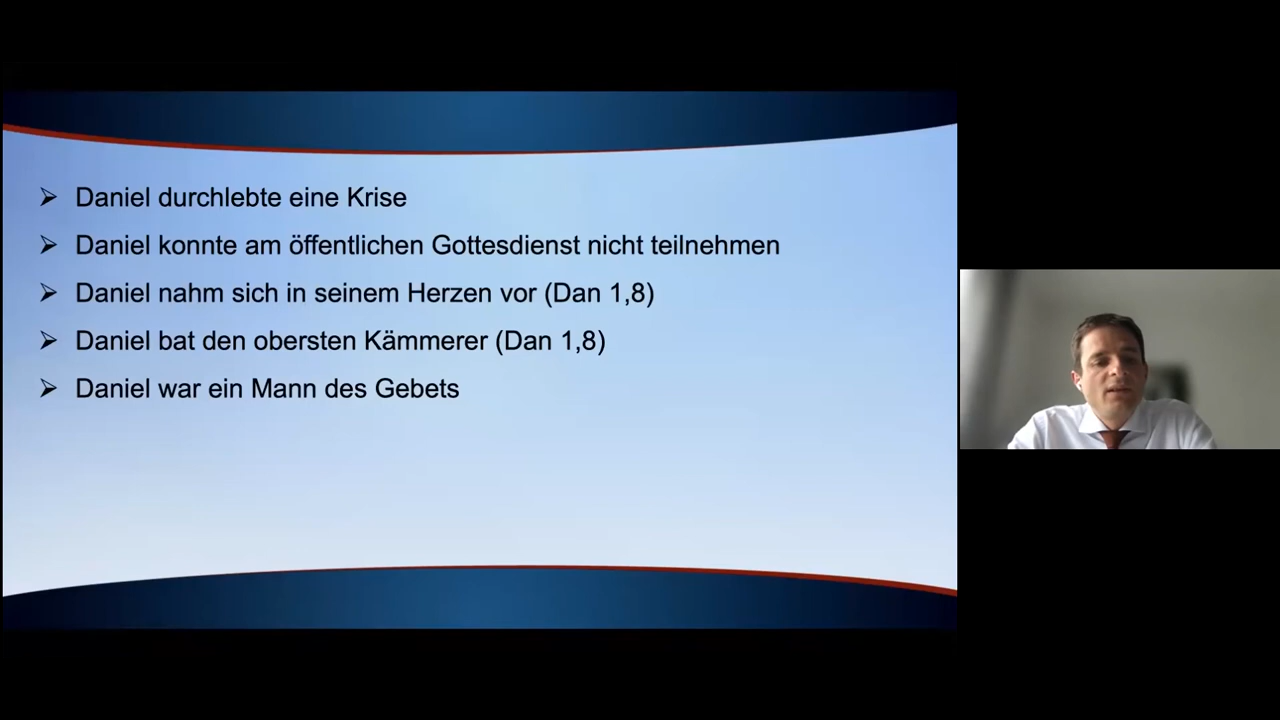 Daniel durchlebte eine Krise
Daniel konnte am öffentlichen Gottesdienst nicht teilnehmen
Daniel nahm sich in seinem Herzen vor (Dan 1,8)
Daniel bat den obersten Kämmerer (Dan 1,8)
Daniel war ein Mann des Gebets